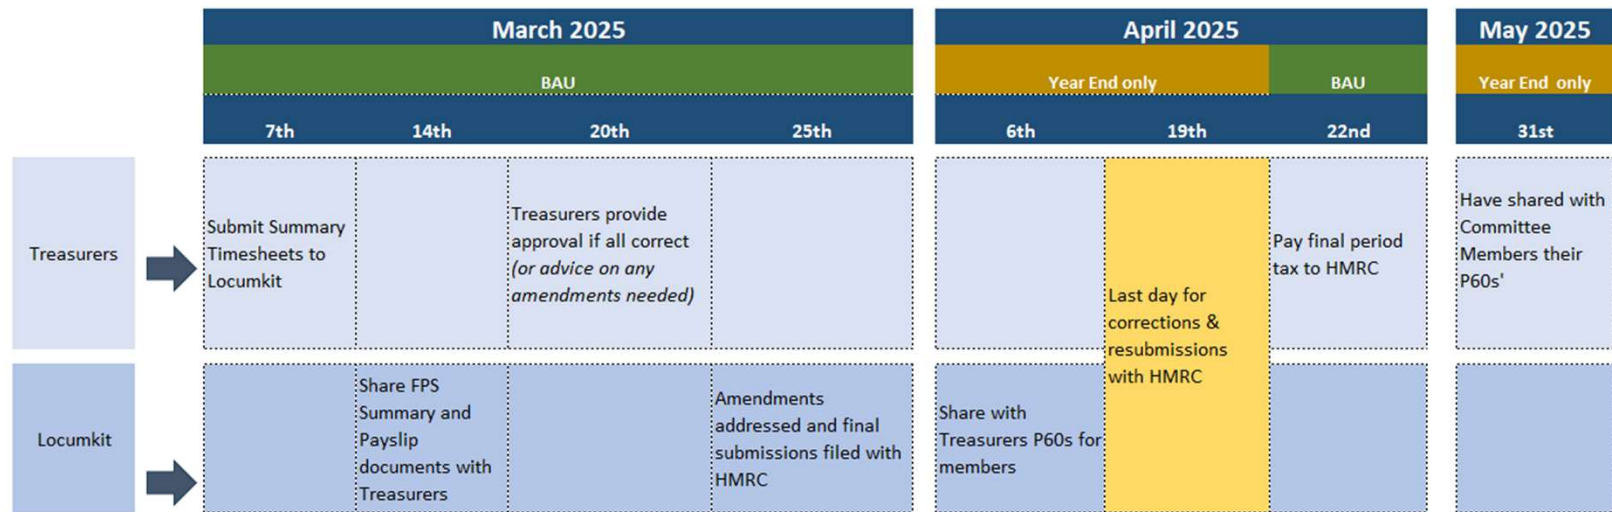 March 2025
April 2025
May 2025
BAU
Year End only
BAU
Year End only
7th
14th
20th
25th
6th
19th
22nd
31st
Treasurers
Submit Summary
Timesheets to
Locumkit
Treasurers provide
approval if all correct
(or advice on any
amendments needed)
Last day for
corrections &
resubmissions
with HMRC
Pay final period
tax to HMRC
Have shared with
Committee
Members their
P60s'
Locumkit
Share FPS
Summary and
Payslip
documents with
Treasurers
Amendments
addressed and final
submissions filed with
HMRC
Share with
Treasurers P60s for
members